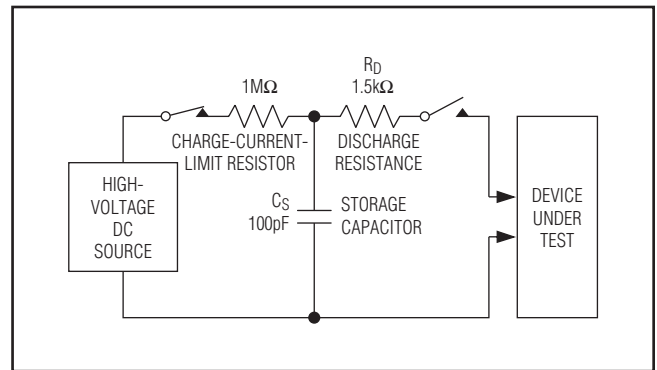 R_D
1MΩ
1.5kΩ
CHARGE-CURRENT-
LIMIT RESISTOR
DISCHARGE
RESISTANCE
HIGH-
VOLTAGE
DC
SOURCE
C_S
100pF
STORAGE
CAPACITOR
DEVICE
UNDER
TEST